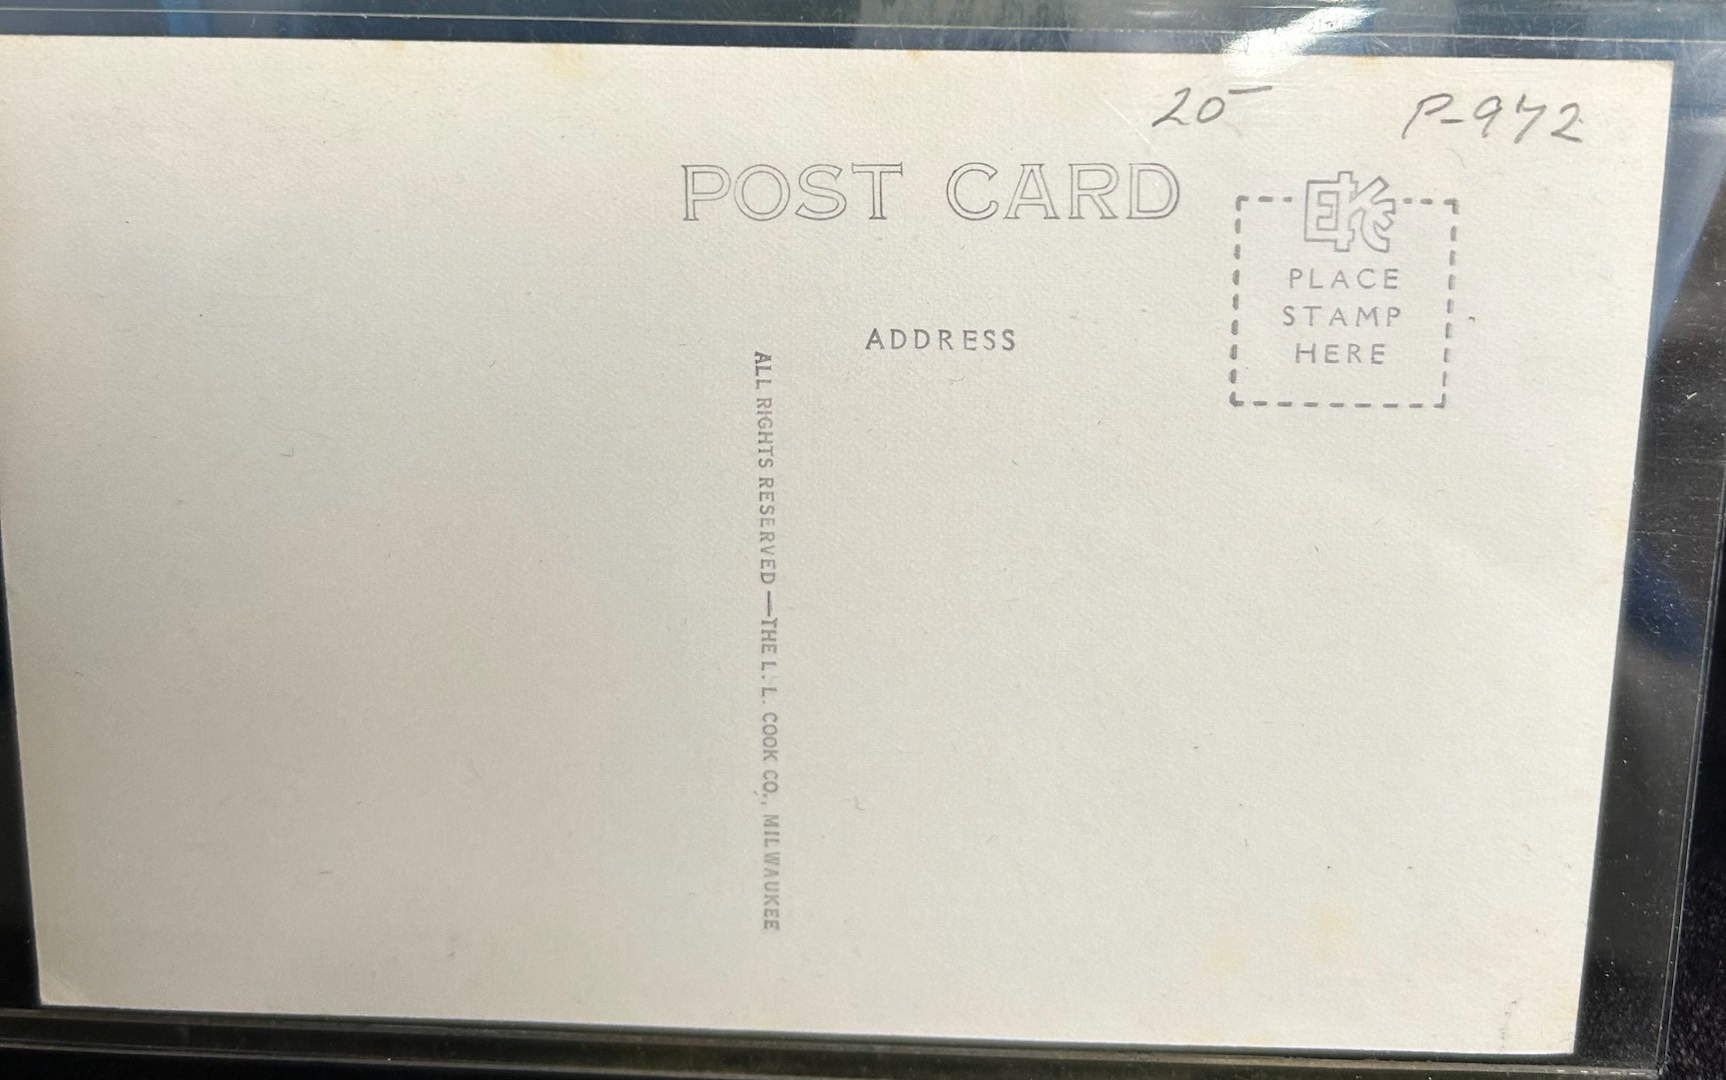 20- P-972
POST CARD
EKC
PLACE
STAMP
HERE
ADDRESS
ALL RIGHTS RESERVED — THE L. L. COOK CO., MILWAUKEE